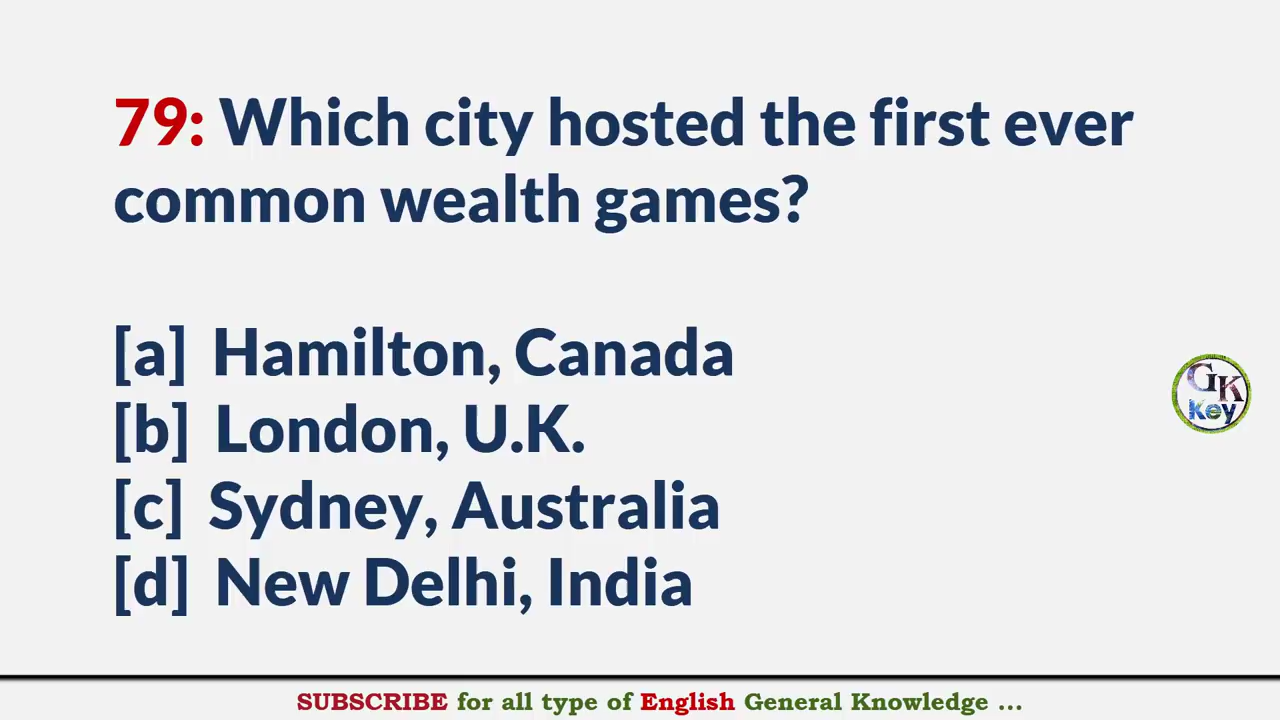 79: Which city hosted the first ever
common wealth games?
[a] Hamilton, Canada
[b] London, U.K.
[c] Sydney, Australia
[d] New Delhi, India
GK
Key
SUBSCRIBE for all type of English General Knowledge ...